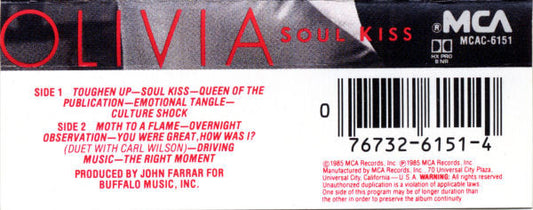 OLIVIA SOUL KISS
MCA
MCAC-6151
HX PRO
B NR
SIDE 1 TOUGHEN UP—SOUL KISS—QUEEN OF THE
PUBLICATION—EMOTIONAL TANGLE—
CULTURE SHOCK
SIDE 2 MOTH TO A FLAME—OVERNIGHT
OBSERVATION—YOU WERE GREAT, HOW WAS I?
(DUET WITH CARL WILSON)—DRIVING
MUSIC—THE RIGHT MOMENT
PRODUCED BY JOHN FARRAR FOR
BUFFALO MUSIC, INC.
0
76732-6151-4
©1985 MCA Records, Inc. ℗1985 MCA Records, Inc.
Manufactured by MCA Records, Inc. 70 Universal City Plaza,
Universal City, California—U.S.A. WARNING: All rights reserved
Unauthorized duplication is a violation of applicable laws.
One side of this program may be of longer duration than
the other in order to preserve the album continuity.